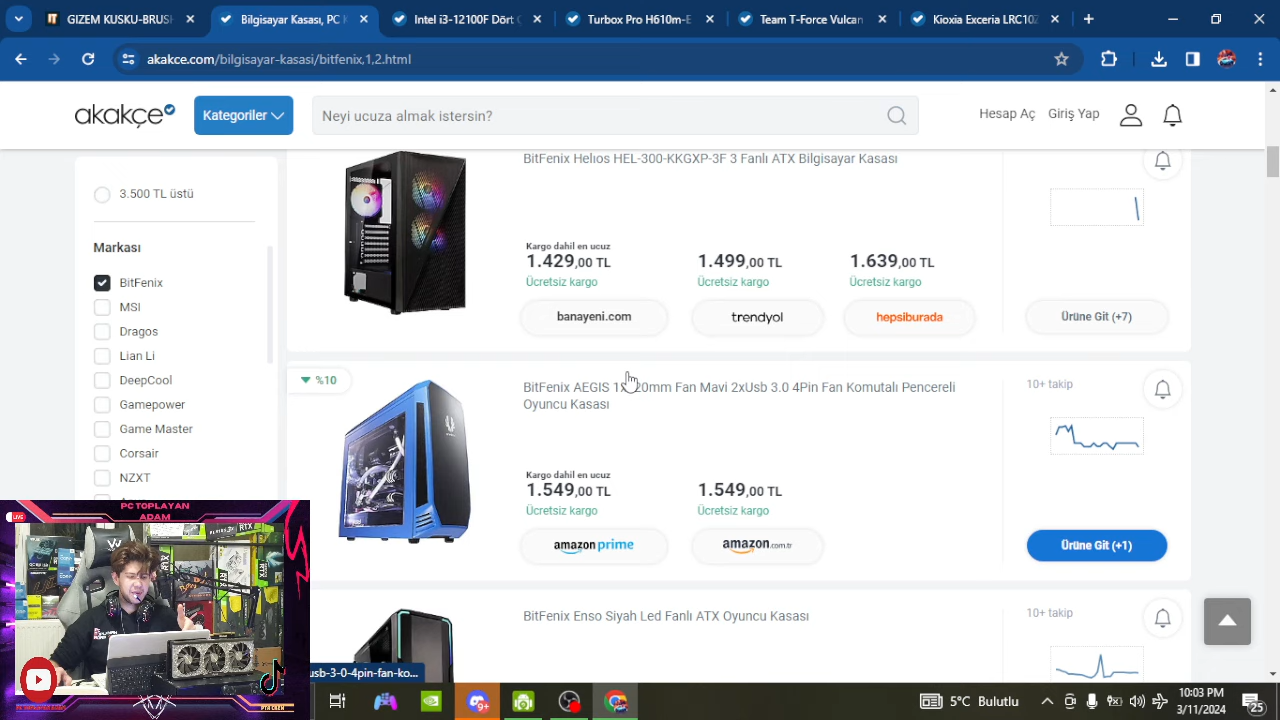 GIZEM KUSKU-BRUSH
Bilgisayar Kasası, PC K
Intel i3-12100F Dört Ç
Turbox Pro H610m-E
Team T-Force Vulcan
Kioxia Exceria LRC10Z
akakce.com/bilgisayar-kasasi/bitfenix,1,2.html
akakçe
Kategoriler
Neyi ucuza almak istersin?
Hesap Aç
Giriş Yap
3.500 TL üstü
Markası
BitFenix
MSI
Dragos
Lian Li
DeepCool
Gamepower
Game Master
Corsair
NZXT
BitFenix Helios HEL-300-KKGXP-3F 3 Fanlı ATX Bilgisayar Kasası
Kargo dahil en ucuz
1.429,00 TL
1.499,00 TL
1.639,00 TL
Ücretsiz kargo
Ücretsiz kargo
Ücretsiz kargo
banayeni.com
trendyol
hepsiburada
Ürüne Git (+7)
%10
BitFenix AEGIS 1 20mm Fan Mavi 2xUsb 3.0 4Pin Fan Komutalı Pencereli
Oyuncu Kasası
10+ takip
Kargo dahil en ucuz
1.549,00 TL
1.549,00 TL
Ücretsiz kargo
Ücretsiz kargo
amazon prime
amazon.com.tr
Ürüne Git (+1)
BitFenix Enso Siyah Led Fanlı ATX Oyuncu Kasası
10+ takip
usb-3-0-4pin-fan-ko...
LIVE
PC TOPLAYAN
ADAM
5°C Bulutlu
10:03 PM
3/11/2024
25